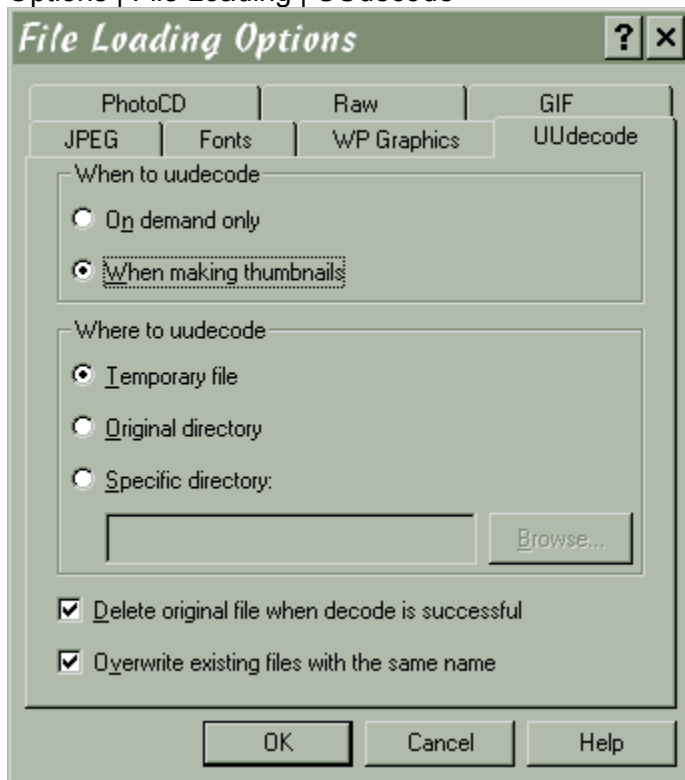 Options | File Loading | UUdecode
File Loading Options
PhotoCD Raw GIF
JPEG Fonts WP Graphics UUdecode
When to uudecode
On demand only
When making thumbnails
Where to uudecode
Temporary file
Original directory
Specific directory:
Browse...
Delete original file when decode is successful
Overwrite existing files with the same name
OK Cancel Help